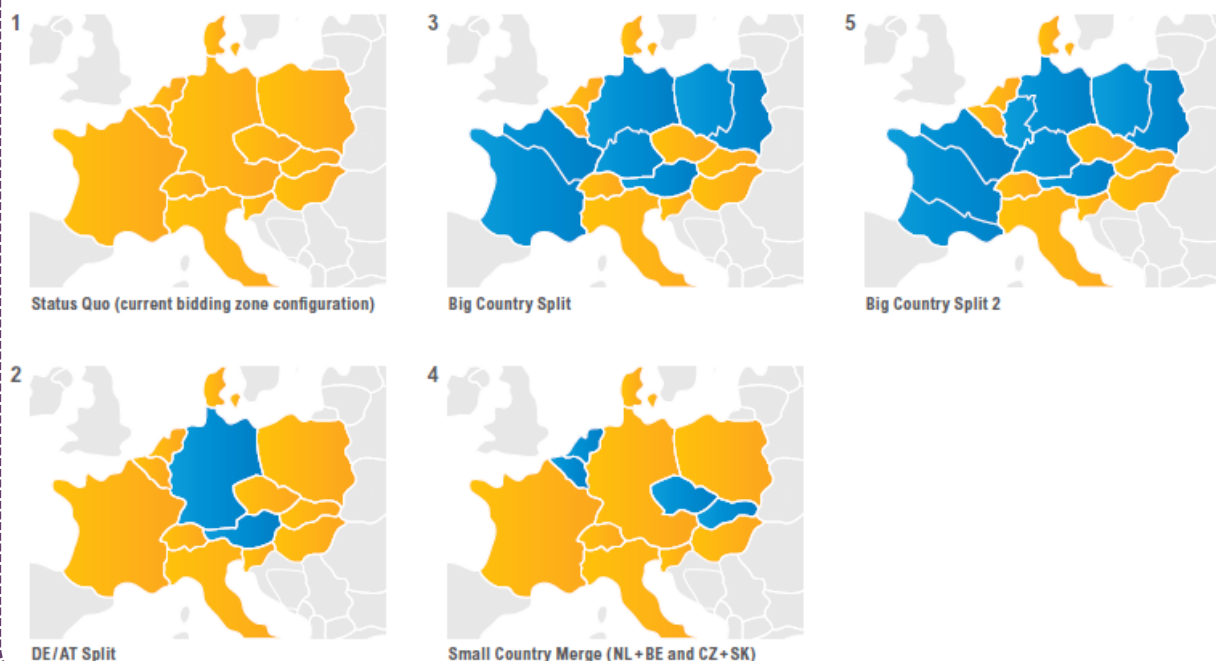 1
3
5
Status Quo (current bidding zone configuration)
Big Country Split
Big Country Split 2
2
4
DE/AT Split
Small Country Merge (NL+BE and CZ+SK)